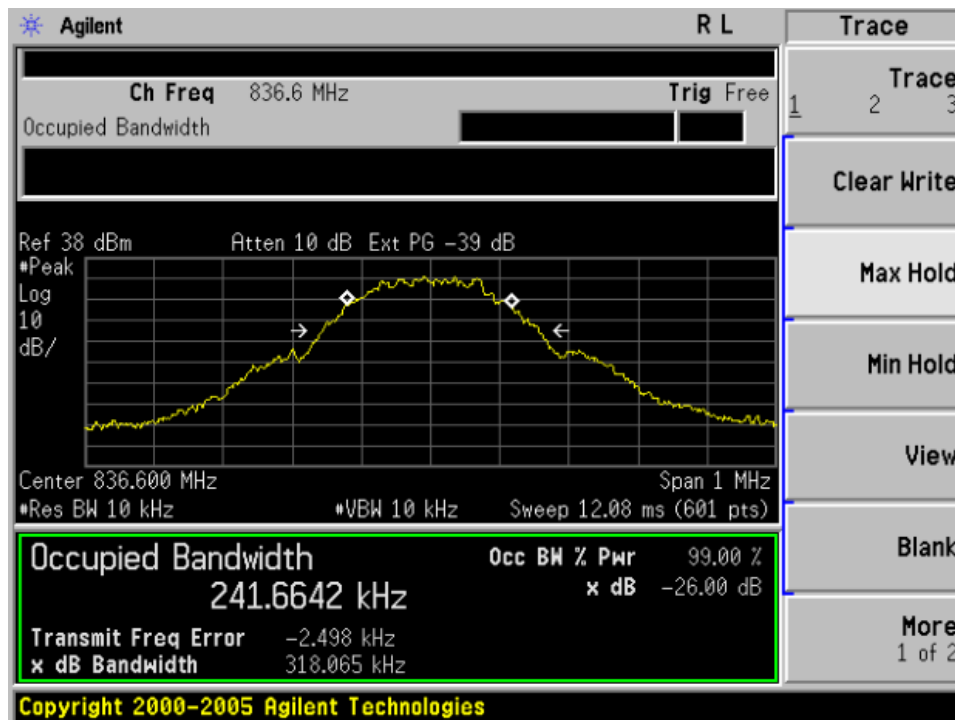 Agilent R L Trace
Ch Freq 836.6 MHz Trig Free
Occupied Bandwidth
Trace
1 2 3
Clear Write
Max Hold
Min Hold
View
Blank
More
1 of 2
Ref 38 dBm Atten 10 dB Ext PG -39 dB
#Peak
Log
10
dB/
Center 836.600 MHz Span 1 MHz
#Res BW 10 kHz #VBW 10 kHz Sweep 12.08 ms (601 pts)
Occupied Bandwidth Occ BW % Pwr 99.00 %
241.6642 kHz x dB -26.00 dB
Transmit Freq Error -2.498 kHz
x dB Bandwidth 318.065 kHz
Copyright 2000-2005 Agilent Technologies